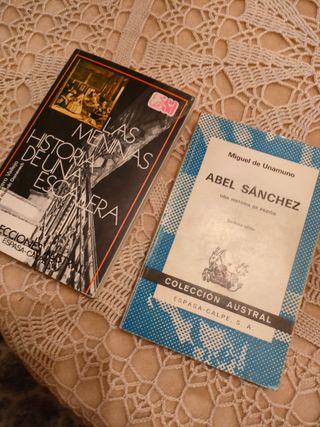 LAS
MENINAS
HISTORIA
DE UNA
ESCALERA
Vallejo
ESPASA-CALPE
Miguel de Unamuno
ABEL SÁNCHEZ
UNA HISTORIA DE PASIÓN
COLECCIÓN AUSTRAL
ESPASA-CALPE, S. A.